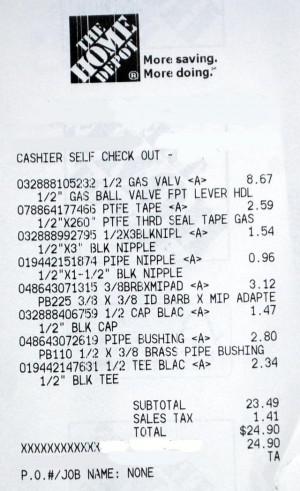 THE
HOME
DEPOT
®
More saving.
More doing.™
CASHIER SELF CHECK OUT -
032888105232 1/2 GAS VALV <A> 8.67
1/2" GAS BALL VALVE FPT LEVER HDL
078864177466 PTFE TAPE <A> 2.59
1/2"X260" PTFE THRD SEAL TAPE GAS
032888992795 1/2X3BLKNIPL <A> 1.54
1/2"X3" BLK NIPPLE
019442151874 PIPE NIPPLE <A> 0.96
1/2"X1-1/2" BLK NIPPLE
048643071315 3/8BRBXMIPAD <A> 3.12
PB225 3/8 X 3/8 ID BARB X MIP ADAPTE
032888406759 1/2 CAP BLAC <A> 1.47
1/2" BLK CAP
048643072619 PIPE BUSHING <A> 2.80
PB110 1/2 X 3/8 BRASS PIPE BUSHING
019442147631 1/2 TEE BLAC <A> 2.34
1/2" BLK TEE
SUBTOTAL 23.49
SALES TAX 1.41
TOTAL $24.90
XXXXXXXXXXXX 24.90
TA
P.O.#/JOB NAME: NONE